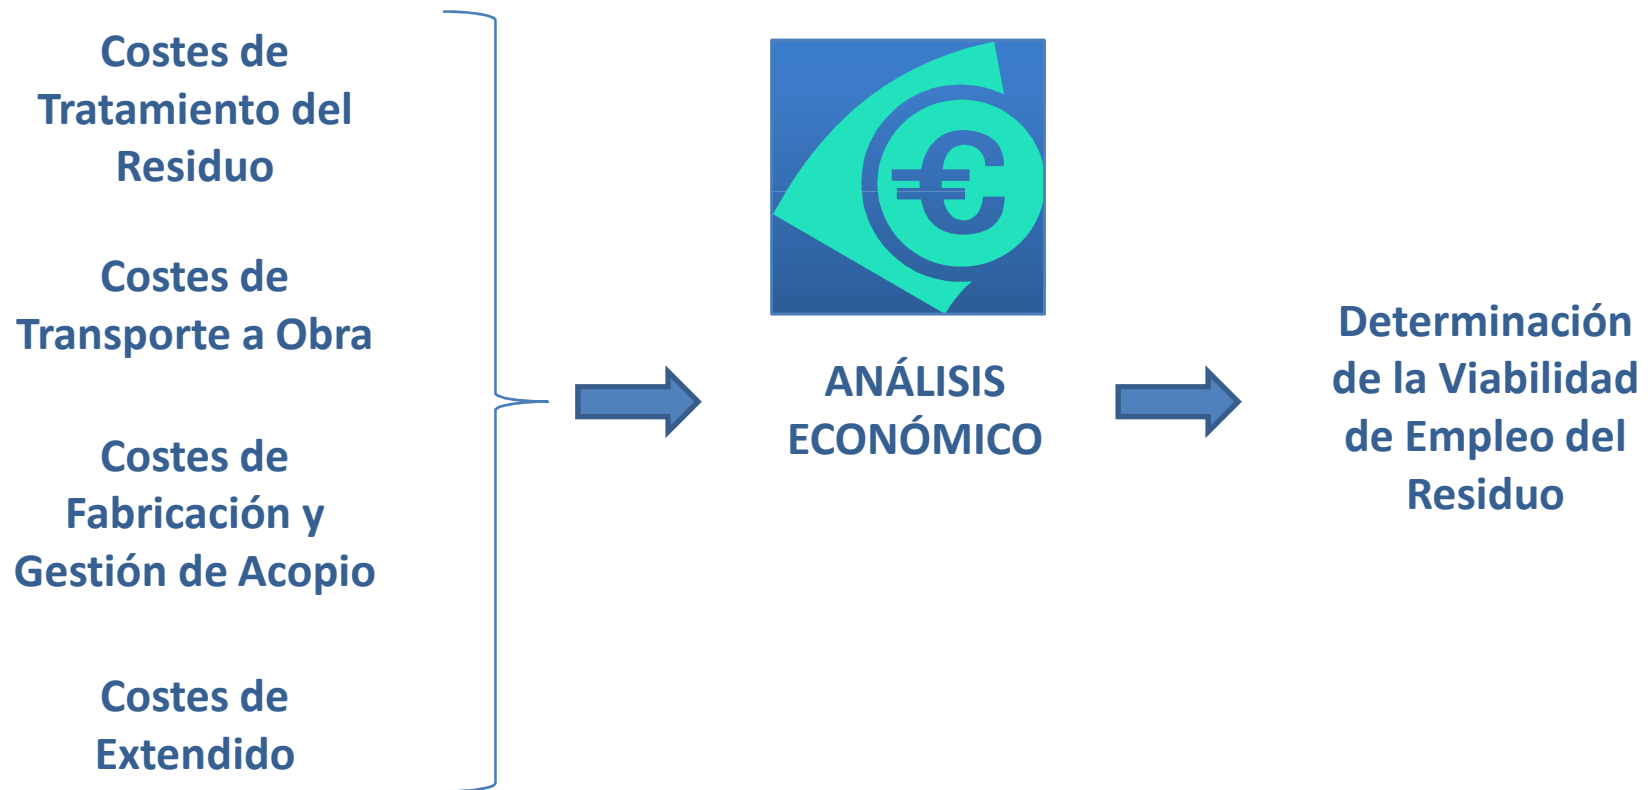 Costes de
Tratamiento del
Residuo
Costes de
Transporte a Obra
Costes de
Fabricación y
Gestión de Acopio
Costes de
Extendido
€
ANÁLISIS
ECONÓMICO
Determinación
de la Viabilidad
de Empleo del
Residuo